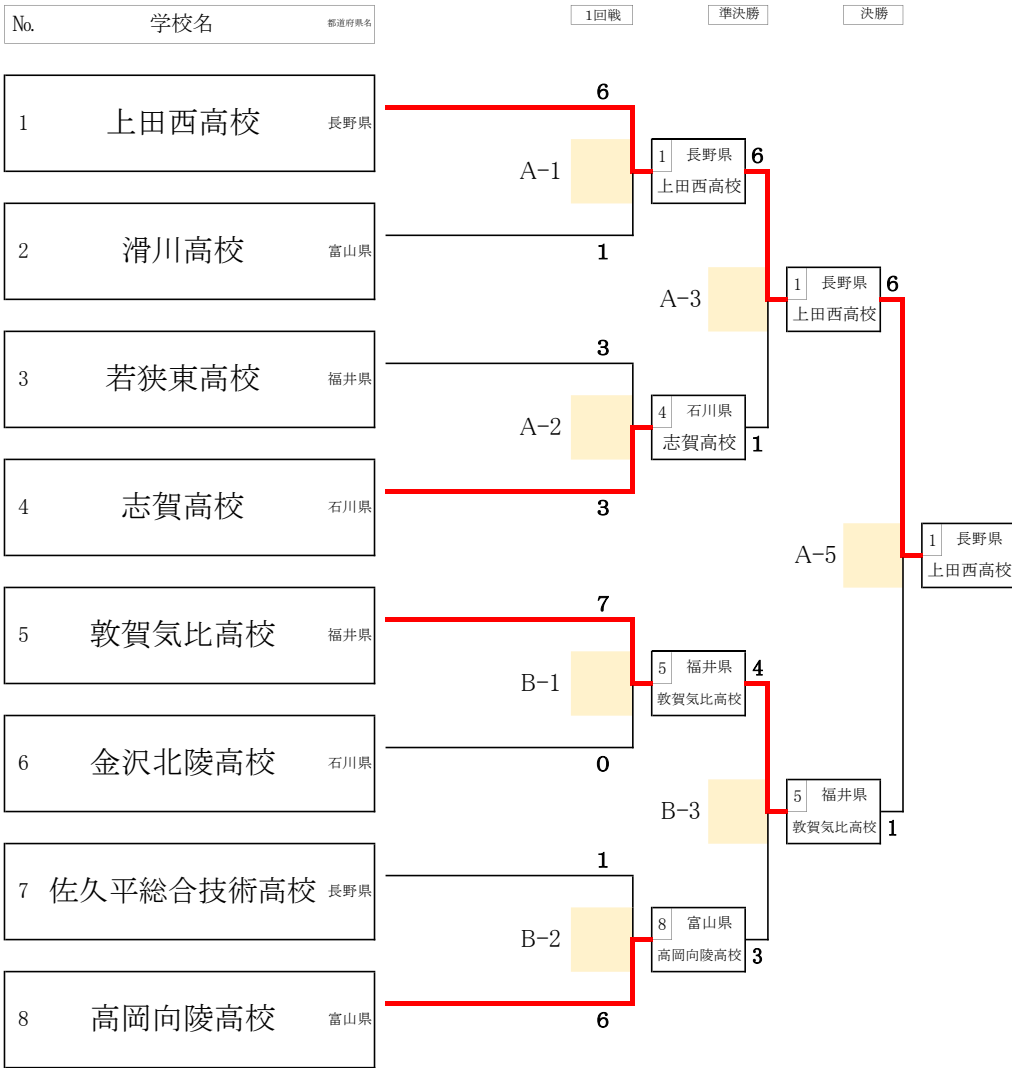 No. 学校名 都道府県名 1回戦 準決勝 決勝
1 上田西高校 長野県
2 滑川高校 富山県
3 若狭東高校 福井県
4 志賀高校 石川県
5 敦賀気比高校 福井県
6 金沢北陵高校 石川県
7 佐久平総合技術高校 長野県
8 高岡向陵高校 富山県
6
A-1
1
3
A-2
3
7
B-1
0
1
B-2
6
1 長野県 6
上田西高校
A-3
4 石川県
志賀高校 1
5 福井県 4
敦賀気比高校
B-3
8 富山県
高岡向陵高校 3
1 長野県 6
上田西高校
A-5
5 福井県
敦賀気比高校 1
1 長野県
上田西高校